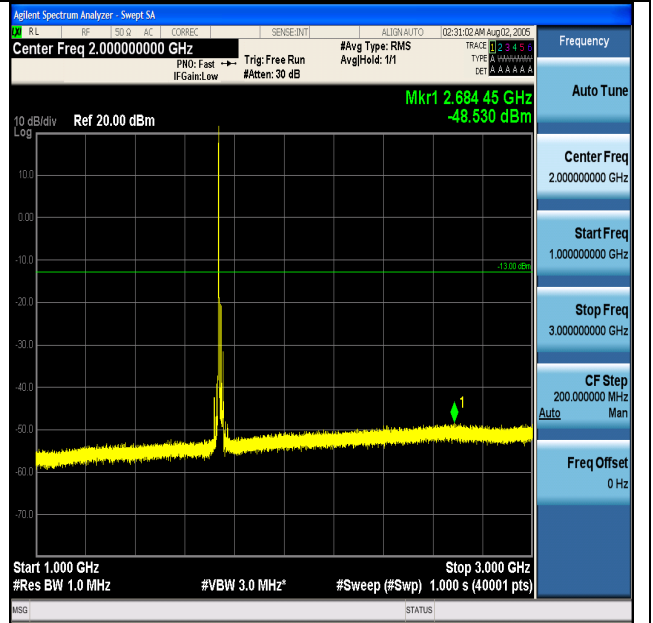 Agilent Spectrum Analyzer - Swept SA
RL RF 50 Ω AC CORREC SENSE:INT ALIGN AUTO 02:31:02 AM Aug 02, 2005
Center Freq 2.000000000 GHz
PNO: Fast
IFGain:Low
Trig: Free Run
#Atten: 30 dB
#Avg Type: RMS
Avg|Hold: 1/1
TRACE 1 2 3 4 5 6
TYPE A WWWWW
DET A A A A A A
Mkr1 2.684 45 GHz
-48.530 dBm
10 dB/div Ref 20.00 dBm
Log
10.0
0.00
-10.0
-13.00 dBm
-20.0
-30.0
-40.0
1
-50.0
-60.0
-70.0
Start 1.000 GHz Stop 3.000 GHz
#Res BW 1.0 MHz #VBW 3.0 MHz* #Sweep (#Swp) 1.000 s (40001 pts)
MSG STATUS
Frequency
Auto Tune
Center Freq
2.000000000 GHz
Start Freq
1.000000000 GHz
Stop Freq
3.000000000 GHz
CF Step
200.000000 MHz
Auto Man
Freq Offset
0 Hz